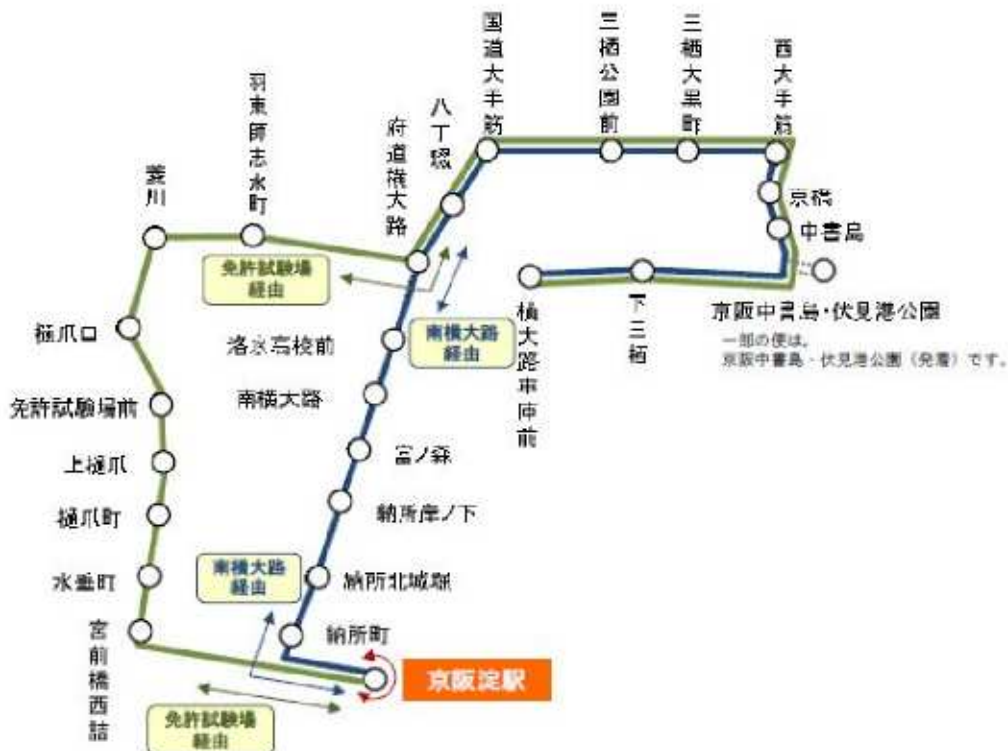 国道大手筋
三栖公園前
三栖大黒町
西大手筋
八丁畷
府道横大路
羽束師志水町
菱川
京橋
中書島
免許試験場
経由
南横大路
経由
横大路車庫前
下三栖
京阪中書島・伏見港公園
一部の便は、
京阪中書島・伏見港公園（発着）です。
樋爪口
洛水高校前
免許試験場前
南横大路
上樋爪
富ノ森
樋爪町
納所岸ノ下
水垂町
南横大路
経由
納所北城堀
宮前橋西詰
納所町
京阪淀駅
免許試験場
経由